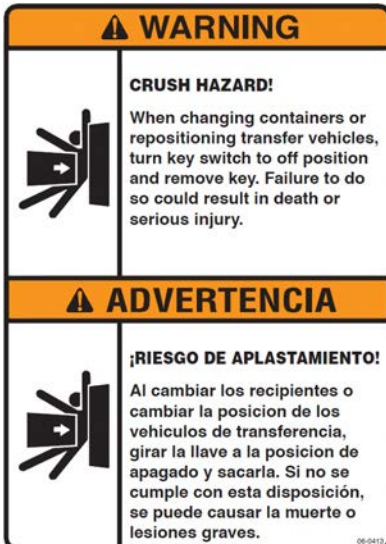 WARNING
CRUSH HAZARD!
When changing containers or
repositioning transfer vehicles,
turn key switch to off position
and remove key. Failure to do
so could result in death or
serious injury.
ADVERTENCIA
¡RIESGO DE APLASTAMIENTO!
Al cambiar los recipientes o
cambiar la posicion de los
vehiculos de transferencia,
girar la llave a la posicion de
apagado y sacarla. Si no se
cumple con esta disposición,
se puede causar la muerte o
lesiones graves.